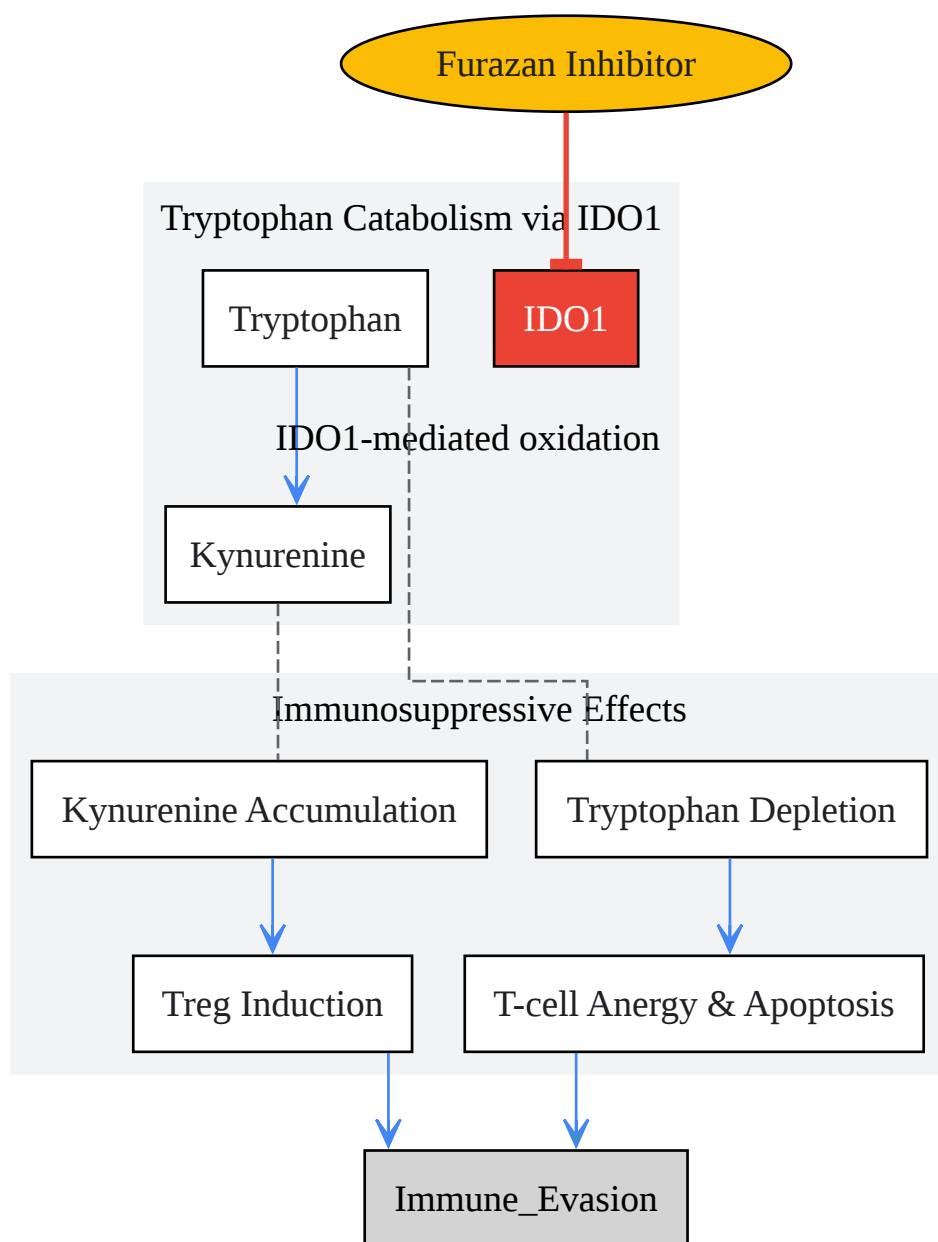 Furazan Inhibitor
Tryptophan Catabolism via IDO1
Tryptophan
IDO1
IDO1-mediated oxidation
Kynurenine
Immunosuppressive Effects
Kynurenine Accumulation
Tryptophan Depletion
Treg Induction
T-cell Anergy & Apoptosis
Immune_Evasion